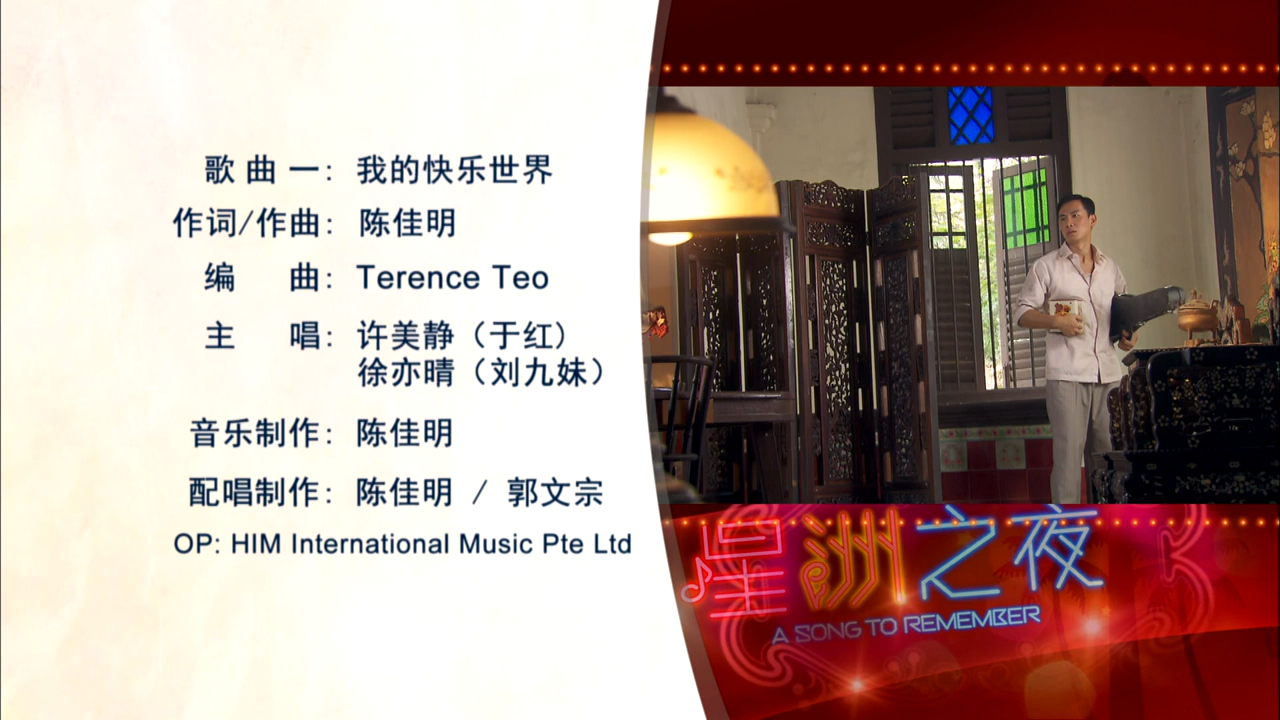 歌 曲 一： 我的快乐世界
作词/作曲： 陈佳明
编 曲： Terence Teo
主 唱： 许美静（于红）
徐亦晴（刘九妹）
音乐制作： 陈佳明
配唱制作： 陈佳明 / 郭文宗
OP: HIM International Music Pte Ltd
星洲之夜
A SONG TO REMEMBER